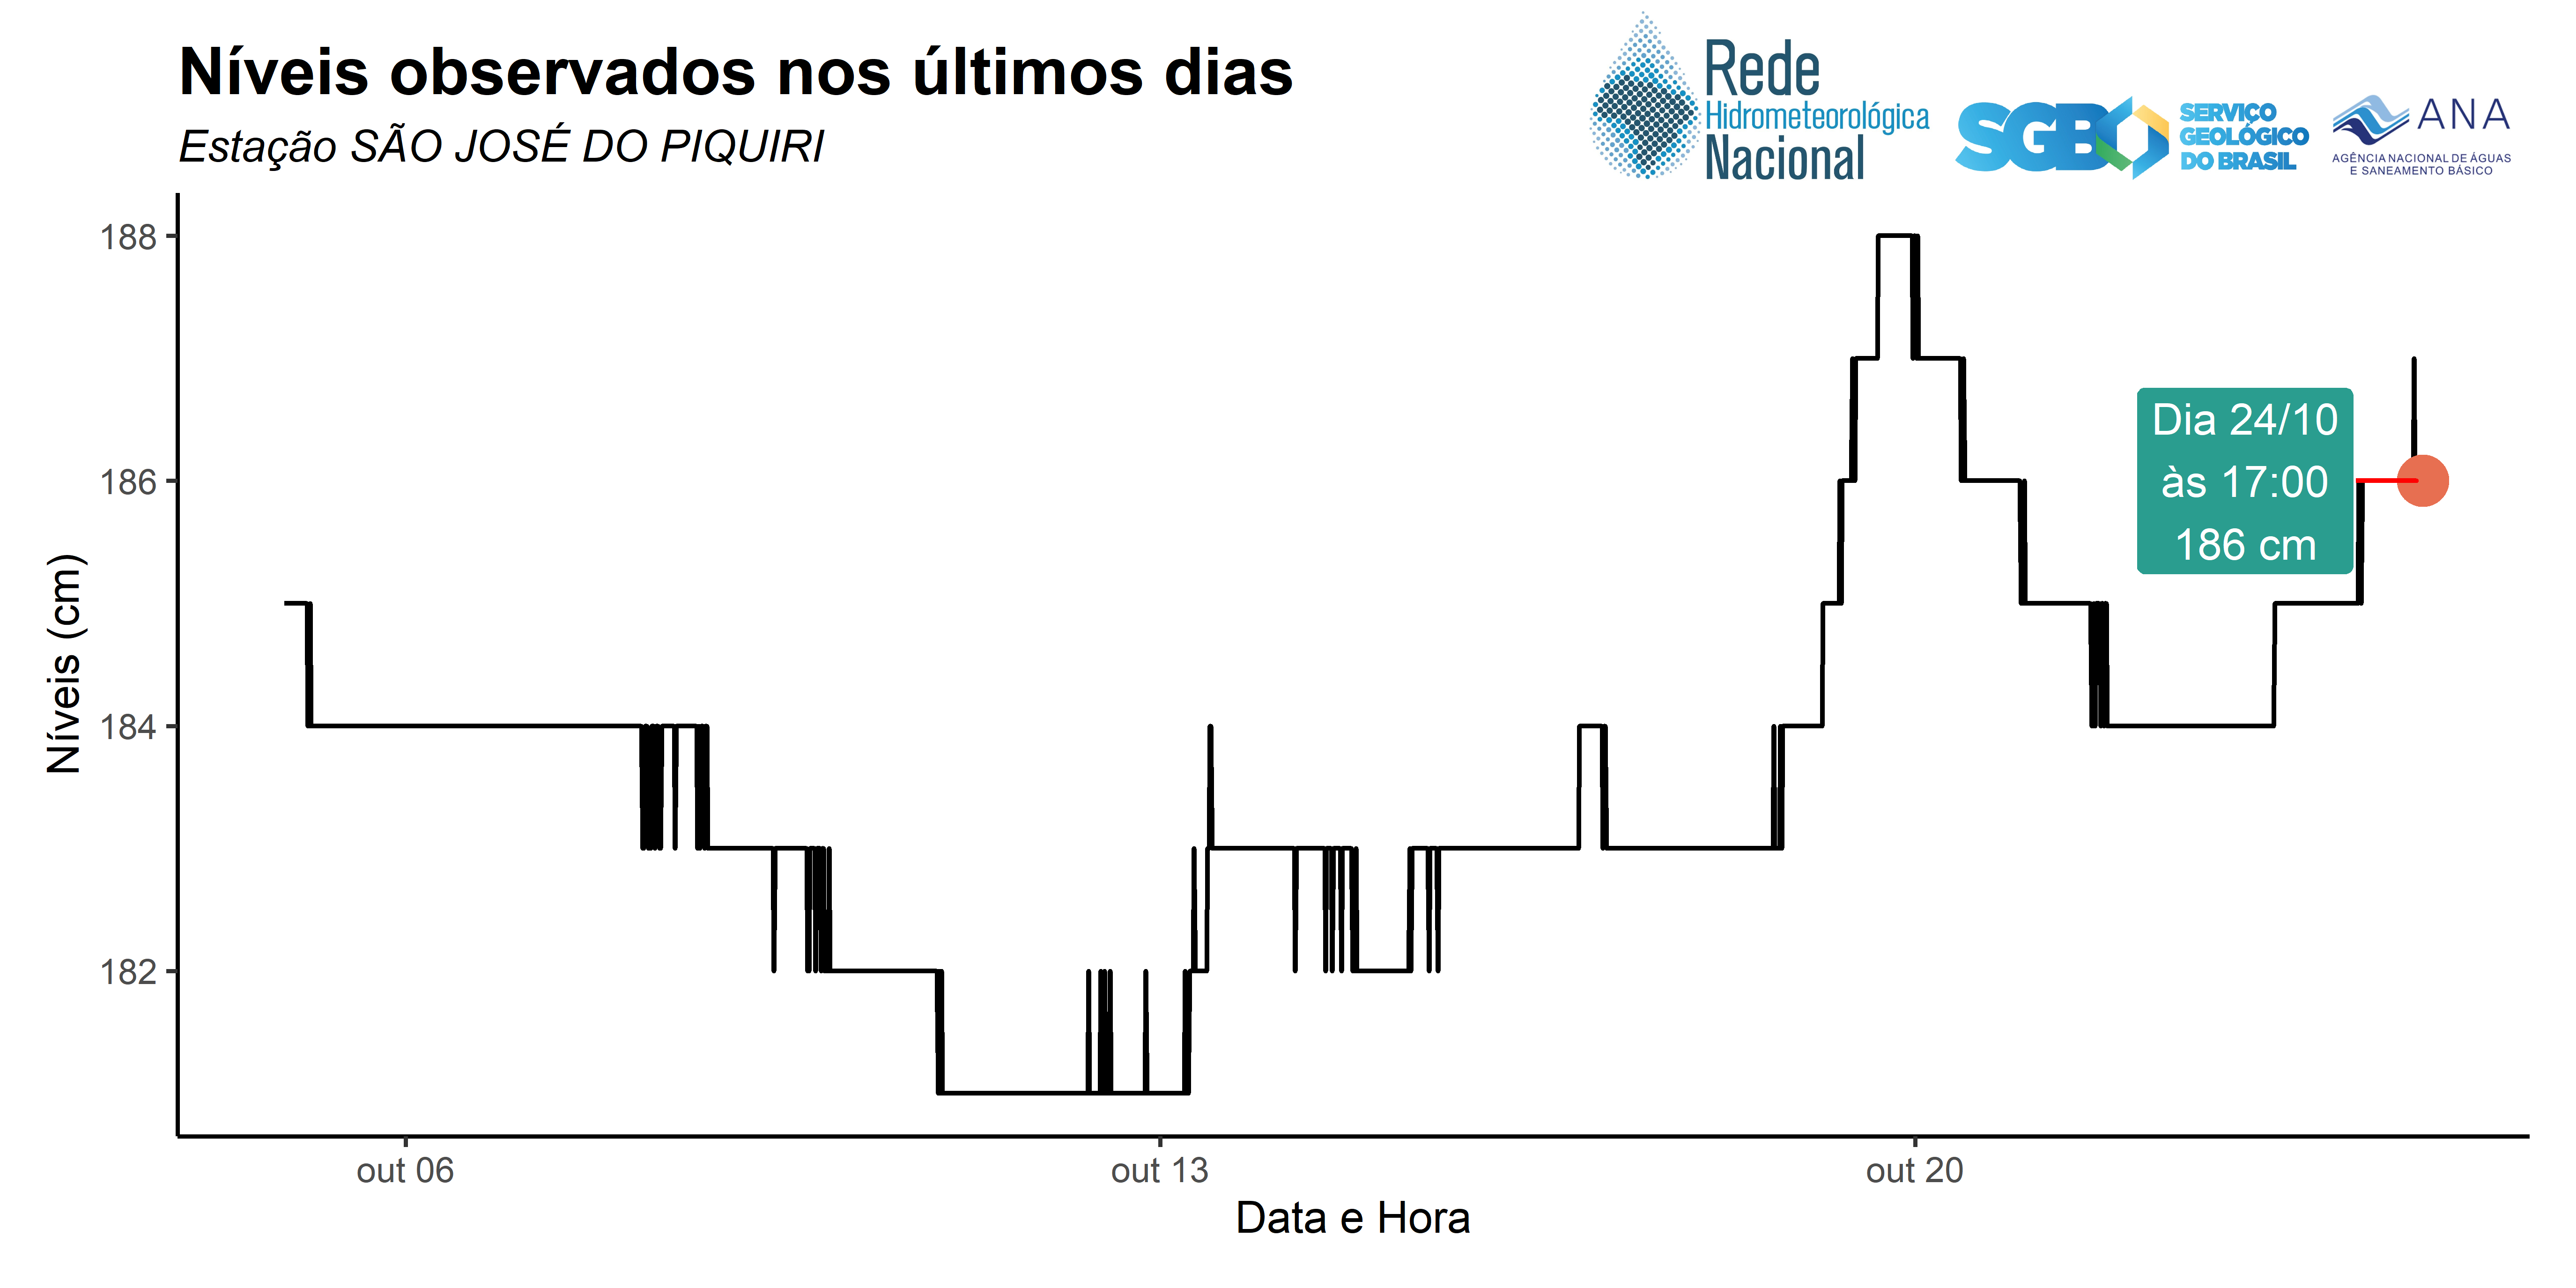 Níveis observados nos últimos dias
Estação SÃO JOSÉ DO PIQUIRI
Rede
Hidrometeorológica
Nacional
SGB
SERVIÇO
GEOLÓGICO
DO BRASIL
ANA
AGÊNCIA NACIONAL DE ÁGUAS
E SANEAMENTO BÁSICO
188
186
184
182
Níveis (cm)
Dia 24/10
às 17:00
186 cm
out 06
out 13
out 20
Data e Hora